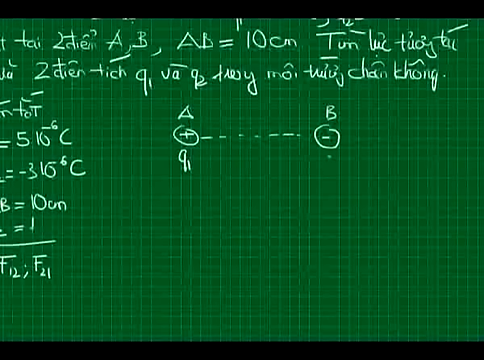 t tại 2 điểm A, B, AB = 10cm Tìm lực tương tác
2 điện tích q₁ và q₂ trong môi trường chân không.
tắt
= 5.10⁻⁶C
= -3.10⁻⁶C
B = 10cm
= 1
F₁₂ ; F₂₁
A B
+ -
q₁